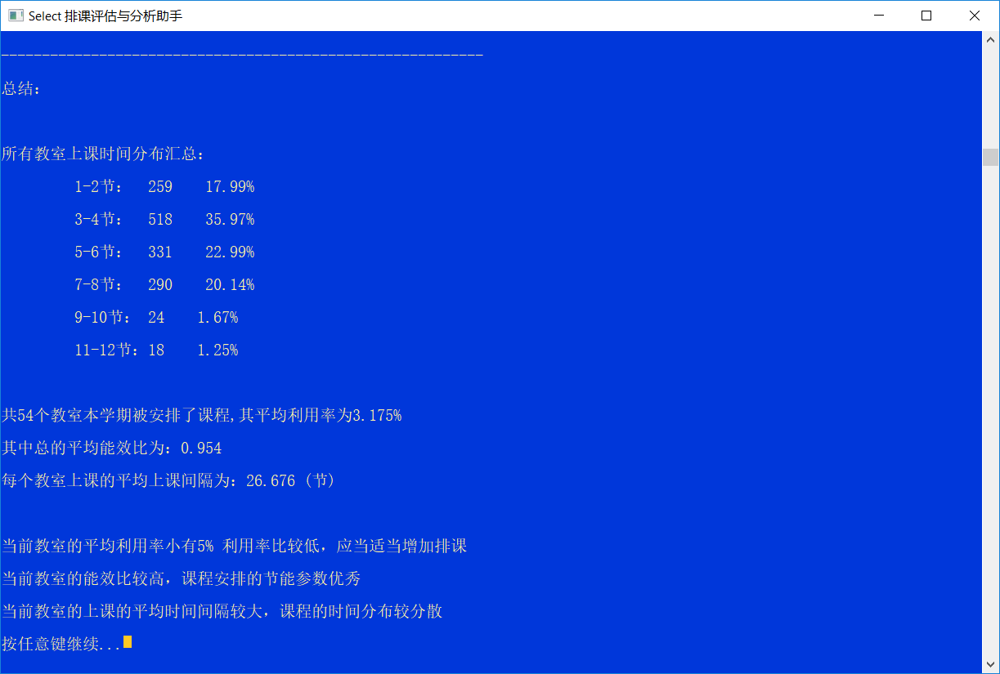 Select 排课评估与分析助手
-----------------------------------------------------------
总结:
所有教室上课时间分布汇总:
1-2节: 259 17.99%
3-4节: 518 35.97%
5-6节: 331 22.99%
7-8节: 290 20.14%
9-10节: 24 1.67%
11-12节: 18 1.25%
共54个教室本学期被安排了课程,其平均利用率为3.175%
其中总的平均能效比为: 0.954
每个教室上课的平均上课间隔为: 26.676 (节)
当前教室的平均利用率小有5% 利用率比较低，应当适当增加排课
当前教室的能效比较高，课程安排的节能参数优秀
当前教室的上课的平均时间间隔较大，课程的时间分布较分散
按任意键继续...